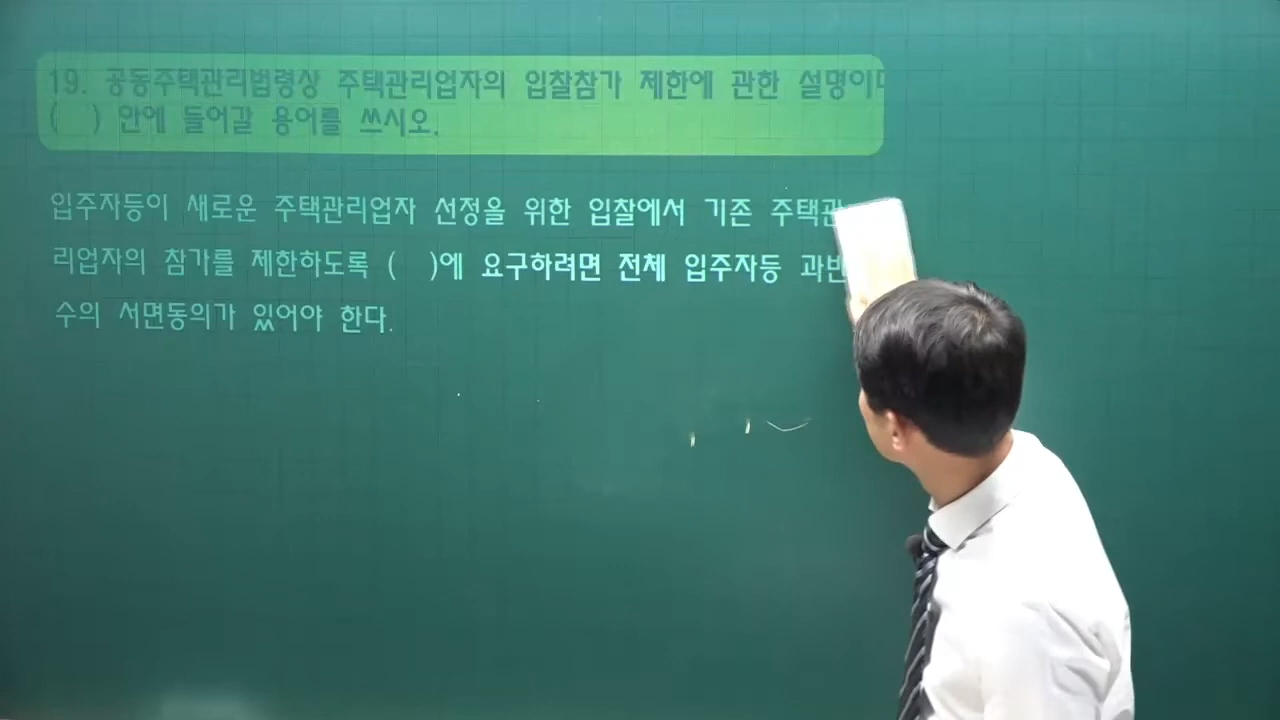 19. 공동주택관리법령상 주택관리업자의 입찰참가 제한에 관한 설명이다
( ) 안에 들어갈 용어를 쓰시오.
입주자등이 새로운 주택관리업자 선정을 위한 입찰에서 기존 주택관
리업자의 참가를 제한하도록 ( )에 요구하려면 전체 입주자등 과반
수의 서면동의가 있어야 한다.